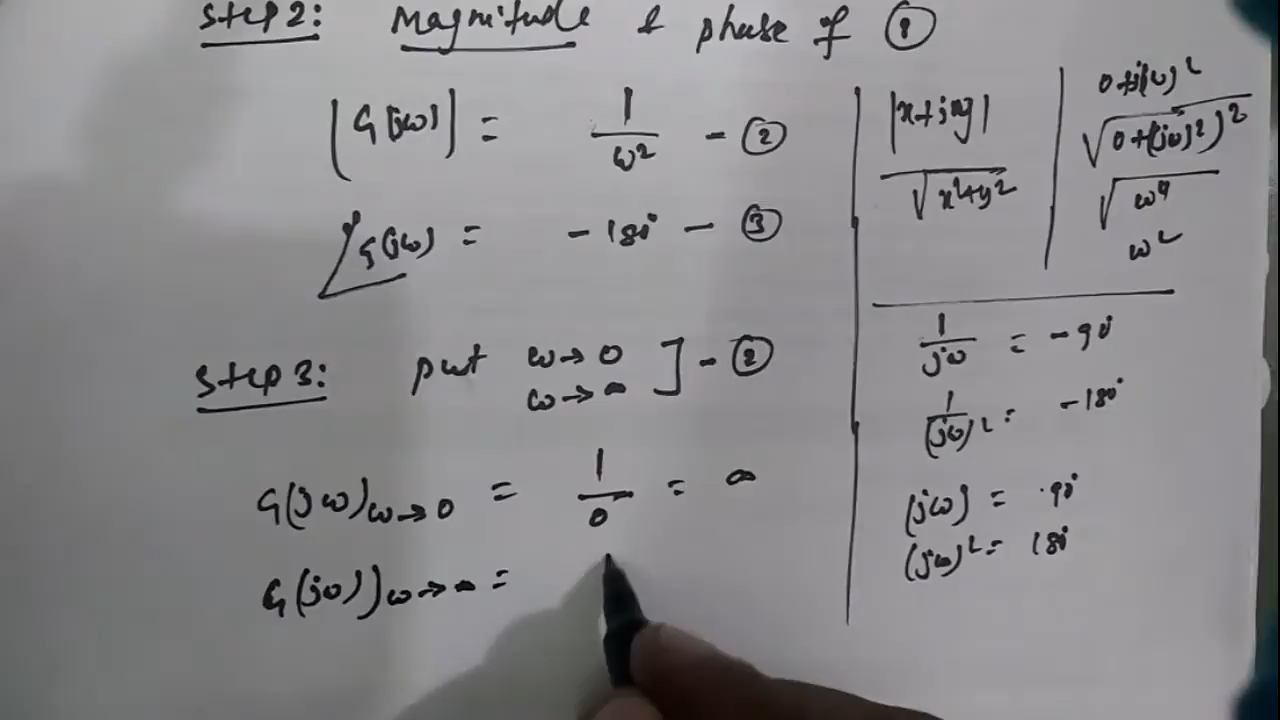 Step 2: Magnitude & phase of ①
|G(jω)| = 1/ω² - ②
∠G(jω) = -180° - ③
Step 3: put ω→0
ω→∞ ] - ②
G(jω)ω→0 = 1/0 = ∞
G(jω)ω→∞ =
|x+jy|
√x²+y²
0+j(ω)²
√(0+(jω)²)²
√ω⁴
ω²
1/jω = -90°
1/(jω)² = -180°
(jω) = 90°
(jω)² = 180°